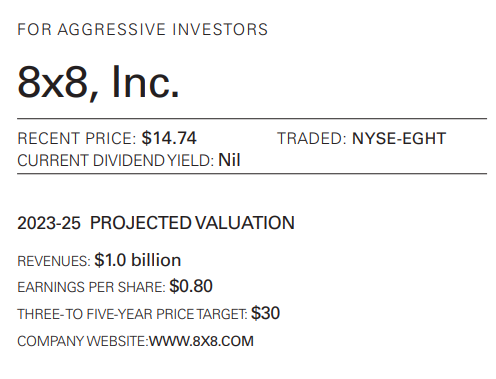 FOR AGGRESSIVE INVESTORS
8x8, Inc.
RECENT PRICE: $14.74 TRADED: NYSE-EGHT
CURRENT DIVIDEND YIELD: Nil
2023-25 PROJECTED VALUATION
REVENUES: $1.0 billion
EARNINGS PER SHARE: $0.80
THREE- TO FIVE-YEAR PRICE TARGET: $30
COMPANY WEBSITE:WWW.8X8.COM